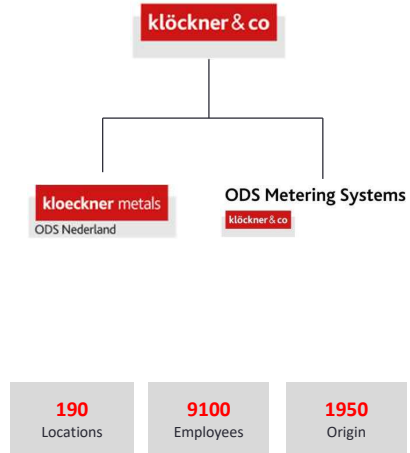 klöckner & co
kloeckner metals
ODS Nederland
ODS Metering Systems
klöckner & co
190
Locations
9100
Employees
1950
Origin